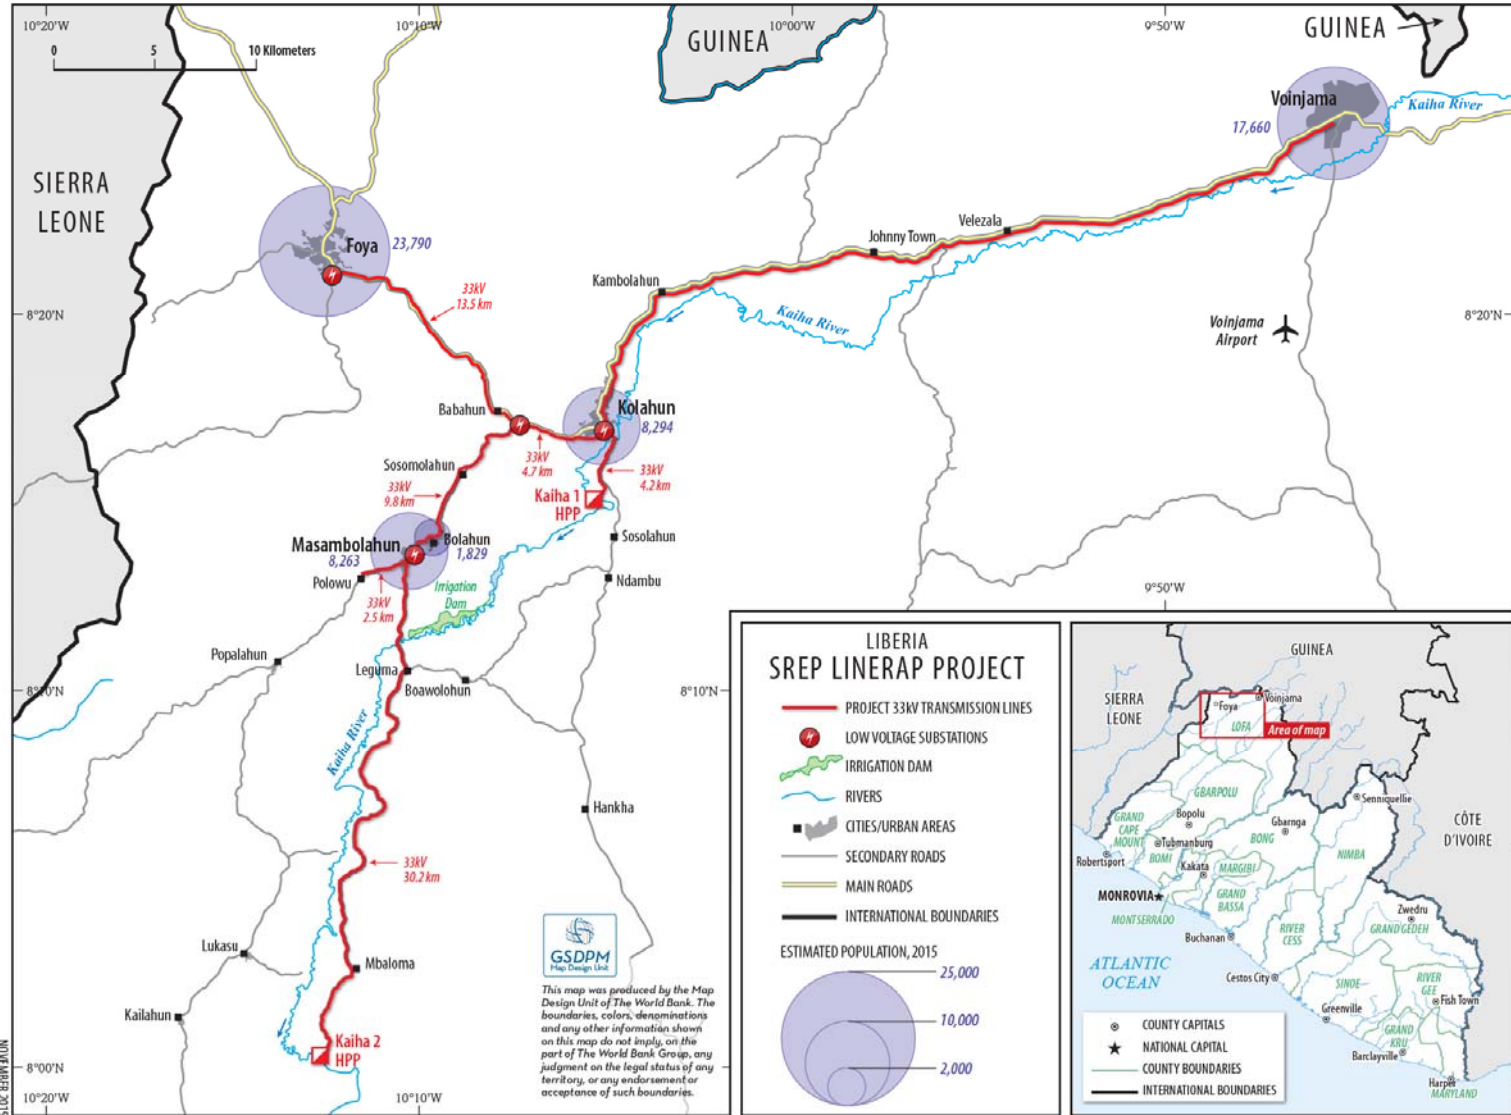 10°20'W
10°10'W
10°00'W
9°50'W
GUINEA
GUINEA
0
5
10 Kilometers
Voinjama
Kaiha River
17,660
SIERRA
LEONE
Foya
23,790
Velezala
Johnny Town
33kV
13.5 km
Kambolahun
8°20'N
Kaiha River
Voinjama
Airport
8°20'N
Babahun
Kolahun
8,294
33kV
4.7 km
33kV
4.2 km
Sosomolahun
33kV
9.8 km
Kaiha 1
HPP
Masambolahun
8,263
Bolahun
1,829
Sosolahun
Polowu
Irrigation
Dam
Ndambu
33kV
2.5 km
9°50'W
Popalahun
Leguma
Boawolohun
8°10'N
8°10'N
Kaiha River
Hankha
33kV
30.2 km
Lukasu
Mbaloma
Kailahun
Kaiha 2
HPP
8°00'N
10°20'W
10°10'W
NOVEMBER 2015
GSDPM
Map Design Unit
This map was produced by the Map
Design Unit of The World Bank. The
boundaries, colors, denominations
and any other information shown
on this map do not imply, on the
part of The World Bank Group, any
judgment on the legal status of any
territory, or any endorsement or
acceptance of such boundaries.
LIBERIA
SREP LINERAP PROJECT
PROJECT 33kV TRANSMISSION LINES
LOW VOLTAGE SUBSTATIONS
IRRIGATION DAM
RIVERS
CITIES/URBAN AREAS
SECONDARY ROADS
MAIN ROADS
INTERNATIONAL BOUNDARIES
ESTIMATED POPULATION, 2015
25,000
10,000
2,000
GUINEA
SIERRA
LEONE
Voinjama
Foya
LOFA
Area of map
GBARPOLU
Senniquellie
Bopolu
Gbarnga
CÔTE
D'IVOIRE
GRAND
CAPE
MOUNT
BONG
Tubmanburg
NIMBA
Robertsport
BOMI
Kakata
MARGIBI
MONROVIA
GRAND
BASSA
MONTSERRADO
Zwedru
GRAND GEDEH
Buchanan
RIVER
CESS
ATLANTIC
OCEAN
Cestos City
SINOE
RIVER
GEE
Fish Town
Greenville
GRAND
KRU
Barclayville
Harper
MARYLAND
COUNTY CAPITALS
NATIONAL CAPITAL
COUNTY BOUNDARIES
INTERNATIONAL BOUNDARIES